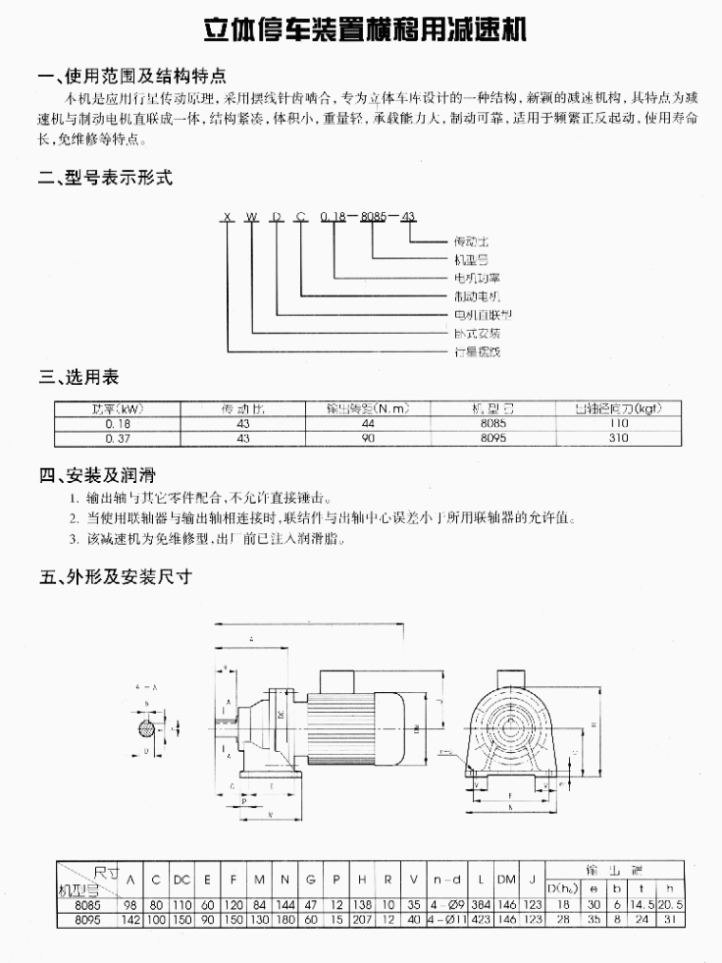 立体停车装置横移用减速机
一、使用范围及结构特点
本机是应用行星传动原理,采用摆线针齿啮合,专为立体车库设计的一种结构,新颖的减速机构,其特点为减
速机与制动电机直联成一体,结构紧凑,体积小,重量轻,承载能力大,制动可靠,适用于频繁正反起动,使用寿命
长,免维修等特点。
二、型号表示形式
X W D C 0.18-8085-43
传动比
机型号
电机功率
制动电机
电机直联型
卧式安装
行星摆线
三、选用表
功率(kW) 传动比 输出转矩(N.m) 机型号 出轴径向力(kgf)
0.18 43 44 8085 110
0.37 43 90 8095 310
四、安装及润滑
1. 输出轴与其它零件配合,不允许直接锤击。
2. 当使用联轴器与输出轴相连接时,联结件与出轴中心误差小于所用联轴器的允许值。
3. 该减速机为免维修型,出厂前已注入润滑脂。
五、外形及安装尺寸
A-A
尺寸 A C DC E F M N G P H R V n-d L DM J 输出端
机型号 D(h₆) e b t h
8085 98 80 110 60 120 84 144 47 12 138 10 35 4-Ø9 384 146 123 18 30 6 14.5 20.5
8095 142 100 150 90 150 130 180 60 15 207 12 40 4-Ø11 423 146 123 28 35 8 24 31